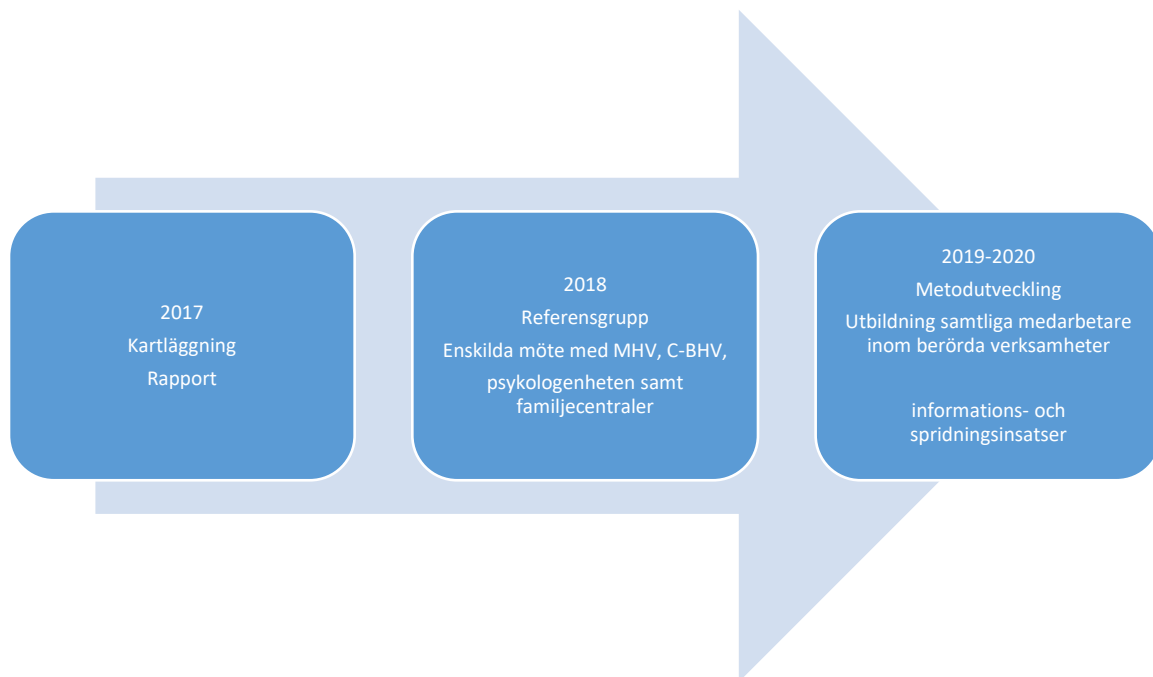 2017
Kartläggning
Rapport
2018
Referensgrupp
Enskilda möte med MHV, C-BHV,
psykologenheten samt
familjecentraler
2019-2020
Metodutveckling
Utbildning samtliga medarbetare
inom berörda verksamheter
informations- och
spridningsinsatser